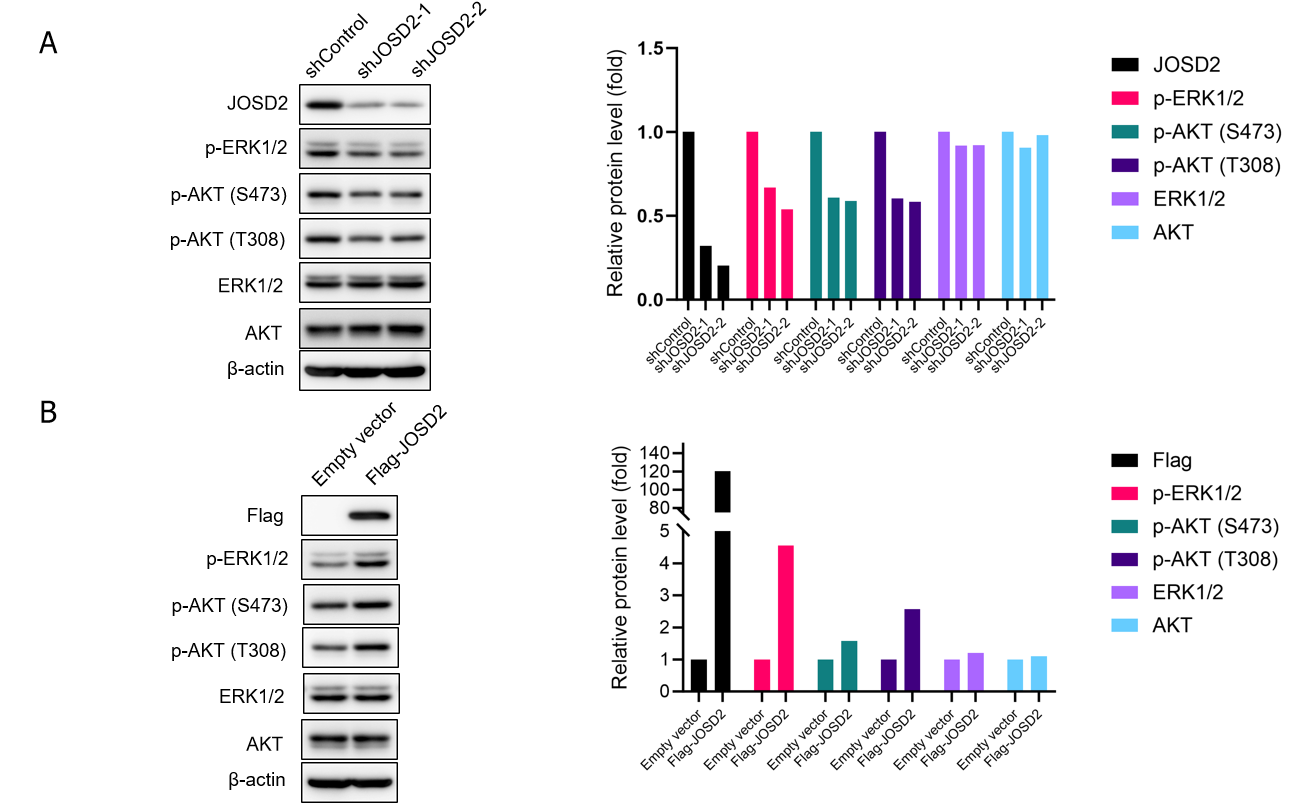 A
shControl
shJOSD2-1
shJOSD2-2
JOSD2
p-ERK1/2
p-AKT (S473)
p-AKT (T308)
ERK1/2
AKT
β-actin
Relative protein level (fold)
1.5
1.0
0.5
0.0
shControl
shJOSD2-1
shJOSD2-2
shControl
shJOSD2-1
shJOSD2-2
shControl
shJOSD2-1
shJOSD2-2
shControl
shJOSD2-1
shJOSD2-2
shControl
shJOSD2-1
shJOSD2-2
shControl
shJOSD2-1
shJOSD2-2
JOSD2
p-ERK1/2
p-AKT (S473)
p-AKT (T308)
ERK1/2
AKT
B
Empty vector
Flag-JOSD2
Flag
p-ERK1/2
p-AKT (S473)
p-AKT (T308)
ERK1/2
AKT
β-actin
Relative protein level (fold)
140
120
100
80
5
4
3
2
1
0
Empty vector
Flag-JOSD2
Empty vector
Flag-JOSD2
Empty vector
Flag-JOSD2
Empty vector
Flag-JOSD2
Empty vector
Flag-JOSD2
Empty vector
Flag-JOSD2
Flag
p-ERK1/2
p-AKT (S473)
p-AKT (T308)
ERK1/2
AKT